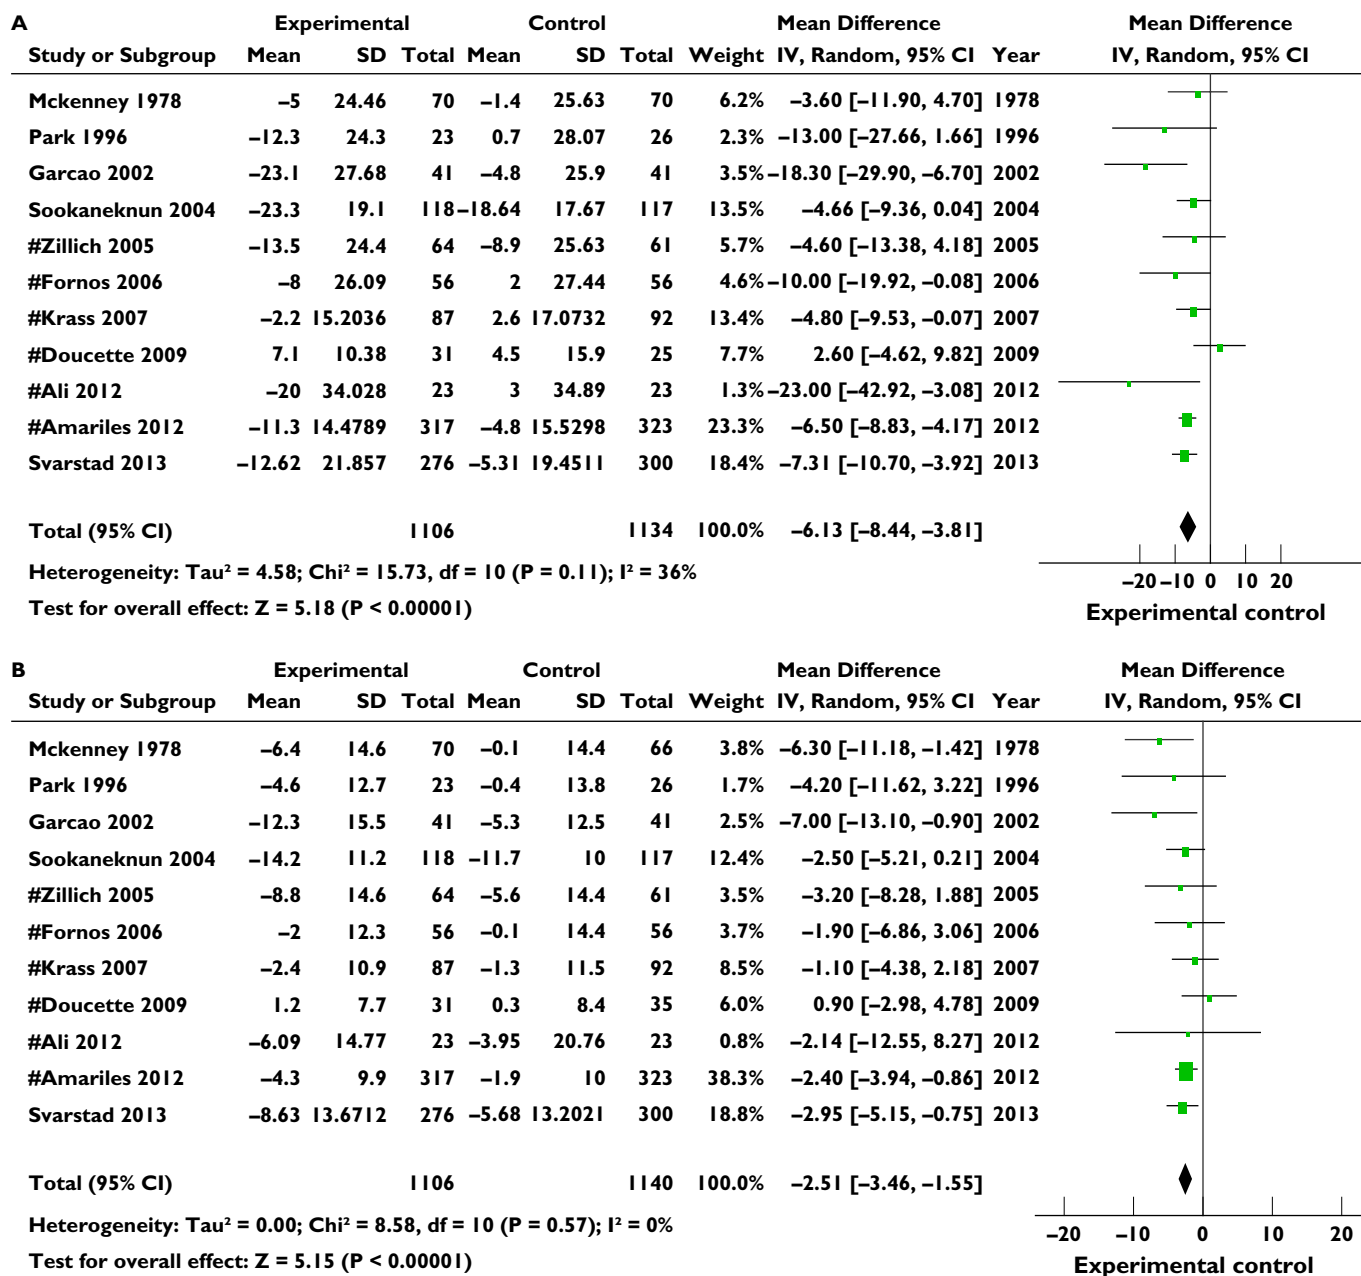 A Experimental Control Mean Difference Mean Difference
Study or Subgroup Mean SD Total Mean SD Total Weight IV, Random, 95% CI Year IV, Random, 95% CI
Mckenney 1978 –5 24.46 70 –1.4 25.63 70 6.2% –3.60 [–11.90, 4.70] 1978
Park 1996 –12.3 24.3 23 0.7 28.07 26 2.3% –13.00 [–27.66, 1.66] 1996
Garcao 2002 –23.1 27.68 41 –4.8 25.9 41 3.5% –18.30 [–29.90, –6.70] 2002
Sookaneknun 2004 –23.3 19.1 118 –18.64 17.67 117 13.5% –4.66 [–9.36, 0.04] 2004
#Zillich 2005 –13.5 24.4 64 –8.9 25.63 61 5.7% –4.60 [–13.38, 4.18] 2005
#Fornos 2006 –8 26.09 56 2 27.44 56 4.6% –10.00 [–19.92, –0.08] 2006
#Krass 2007 –2.2 15.2036 87 2.6 17.0732 92 13.4% –4.80 [–9.53, –0.07] 2007
#Doucette 2009 7.1 10.38 31 4.5 15.9 25 7.7% 2.60 [–4.62, 9.82] 2009
#Ali 2012 –20 34.028 23 3 34.89 23 1.3% –23.00 [–42.92, –3.08] 2012
#Amariles 2012 –11.3 14.4789 317 –4.8 15.5298 323 23.3% –6.50 [–8.83, –4.17] 2012
Svarstad 2013 –12.62 21.857 276 –5.31 19.4511 300 18.4% –7.31 [–10.70, –3.92] 2013
Total (95% CI) 1106 1134 100.0% –6.13 [–8.44, –3.81]
Heterogeneity: Tau² = 4.58; Chi² = 15.73, df = 10 (P = 0.11); I² = 36%
–20 –10 0 10 20
Test for overall effect: Z = 5.18 (P < 0.00001)
Experimental control
B Experimental Control Mean Difference Mean Difference
Study or Subgroup Mean SD Total Mean SD Total Weight IV, Random, 95% CI Year IV, Random, 95% CI
Mckenney 1978 –6.4 14.6 70 –0.1 14.4 66 3.8% –6.30 [–11.18, –1.42] 1978
Park 1996 –4.6 12.7 23 –0.4 13.8 26 1.7% –4.20 [–11.62, 3.22] 1996
Garcao 2002 –12.3 15.5 41 –5.3 12.5 41 2.5% –7.00 [–13.10, –0.90] 2002
Sookaneknun 2004 –14.2 11.2 118 –11.7 10 117 12.4% –2.50 [–5.21, 0.21] 2004
#Zillich 2005 –8.8 14.6 64 –5.6 14.4 61 3.5% –3.20 [–8.28, 1.88] 2005
#Fornos 2006 –2 12.3 56 –0.1 14.4 56 3.7% –1.90 [–6.86, 3.06] 2006
#Krass 2007 –2.4 10.9 87 –1.3 11.5 92 8.5% –1.10 [–4.38, 2.18] 2007
#Doucette 2009 1.2 7.7 31 0.3 8.4 35 6.0% 0.90 [–2.98, 4.78] 2009
#Ali 2012 –6.09 14.77 23 –3.95 20.76 23 0.8% –2.14 [–12.55, 8.27] 2012
#Amariles 2012 –4.3 9.9 317 –1.9 10 323 38.3% –2.40 [–3.94, –0.86] 2012
Svarstad 2013 –8.63 13.6712 276 –5.68 13.2021 300 18.8% –2.95 [–5.15, –0.75] 2013
Total (95% CI) 1106 1140 100.0% –2.51 [–3.46, –1.55]
Heterogeneity: Tau² = 0.00; Chi² = 8.58, df = 10 (P = 0.57); I² = 0%
–20 –10 0 10 20
Test for overall effect: Z = 5.15 (P < 0.00001)
Experimental control